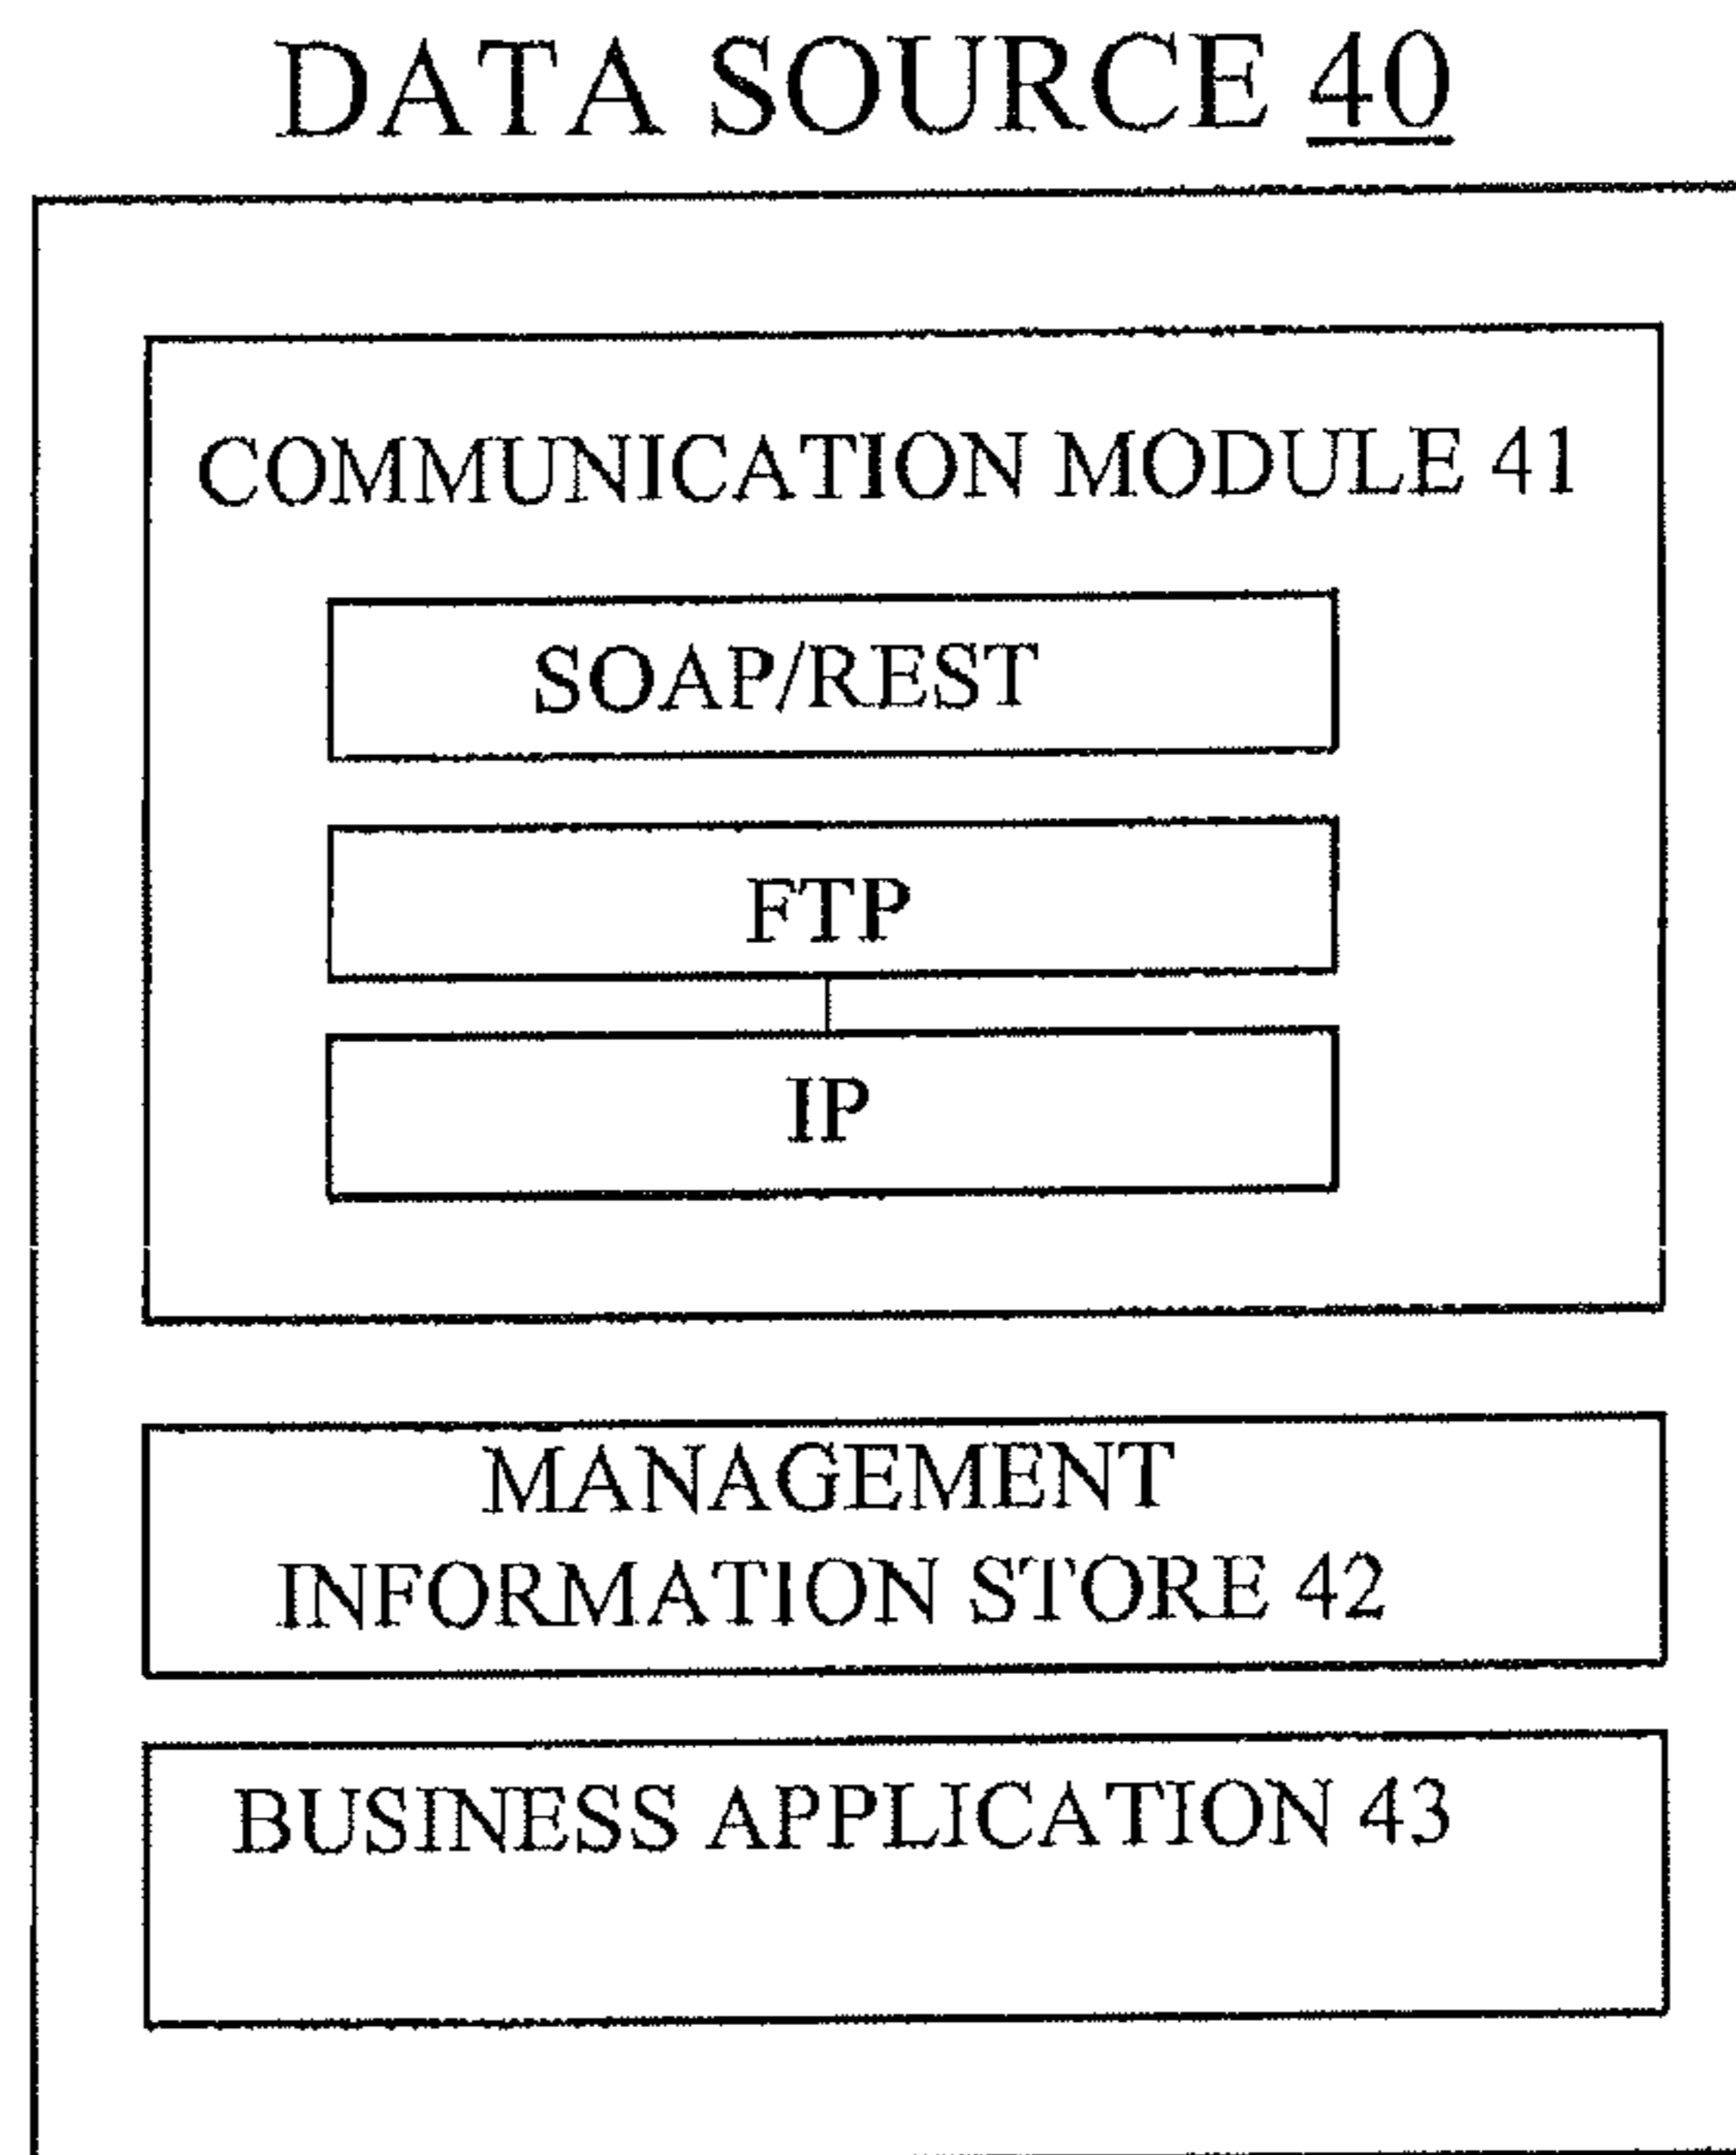 DATA SOURCE 40
COMMUNICATION MODULE 41
SOAP/REST
FTP
IP
MANAGEMENT
INFORMATION STORE 42
BUSINESS APPLICATION 43